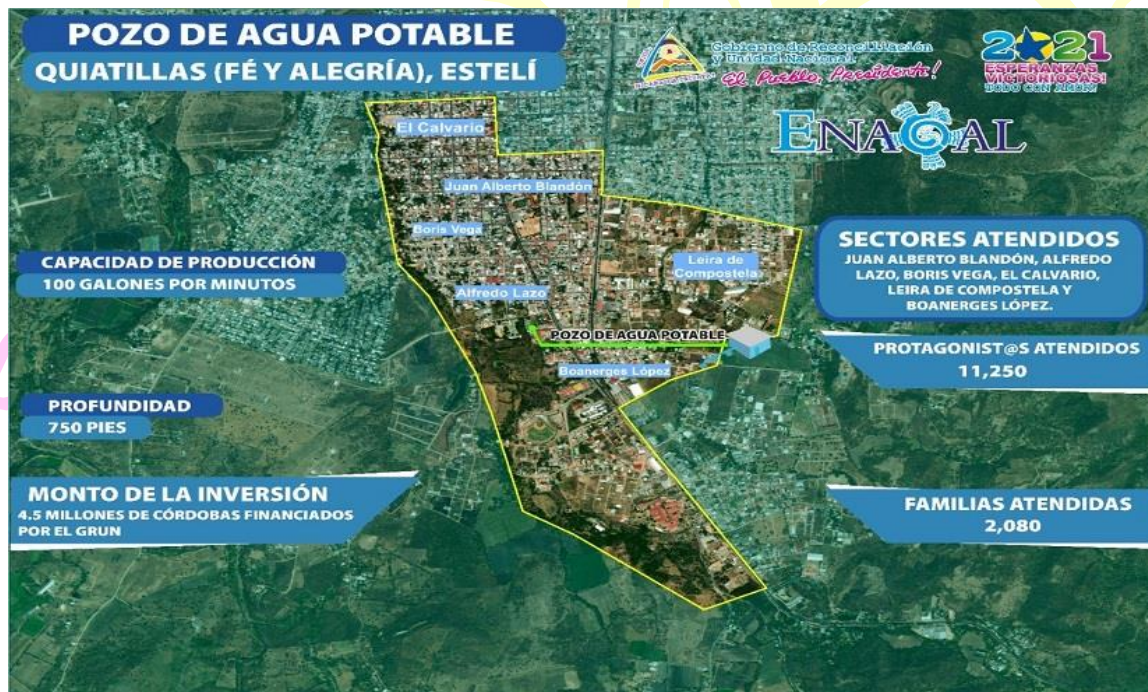 POZO DE AGUA POTABLE
QUIATILLAS (FÉ Y ALEGRÍA), ESTELÍ
Gobierno de Reconciliación
y Unidad Nacional
El Pueblo, Presidente!
2021
ESPERANZAS
VICTORIOSAS!
TODO CON AMOR!
ENACAL
El Calvario
Juan Alberto Blandón
Boris Vega
Leira de
Compostela
Alfredo Lazo
POZO DE AGUA POTABLE
Boanerges López
CAPACIDAD DE PRODUCCIÓN
100 GALONES POR MINUTOS
PROFUNDIDAD
750 PIES
MONTO DE LA INVERSIÓN
4.5 MILLONES DE CÓRDOBAS FINANCIADOS
POR EL GRUN
SECTORES ATENDIDOS
JUAN ALBERTO BLANDÓN, ALFREDO
LAZO, BORIS VEGA, EL CALVARIO,
LEIRA DE COMPOSTELA Y
BOANERGES LÓPEZ.
PROTAGONIST@S ATENDIDOS
11,250
FAMILIAS ATENDIDAS
2,080